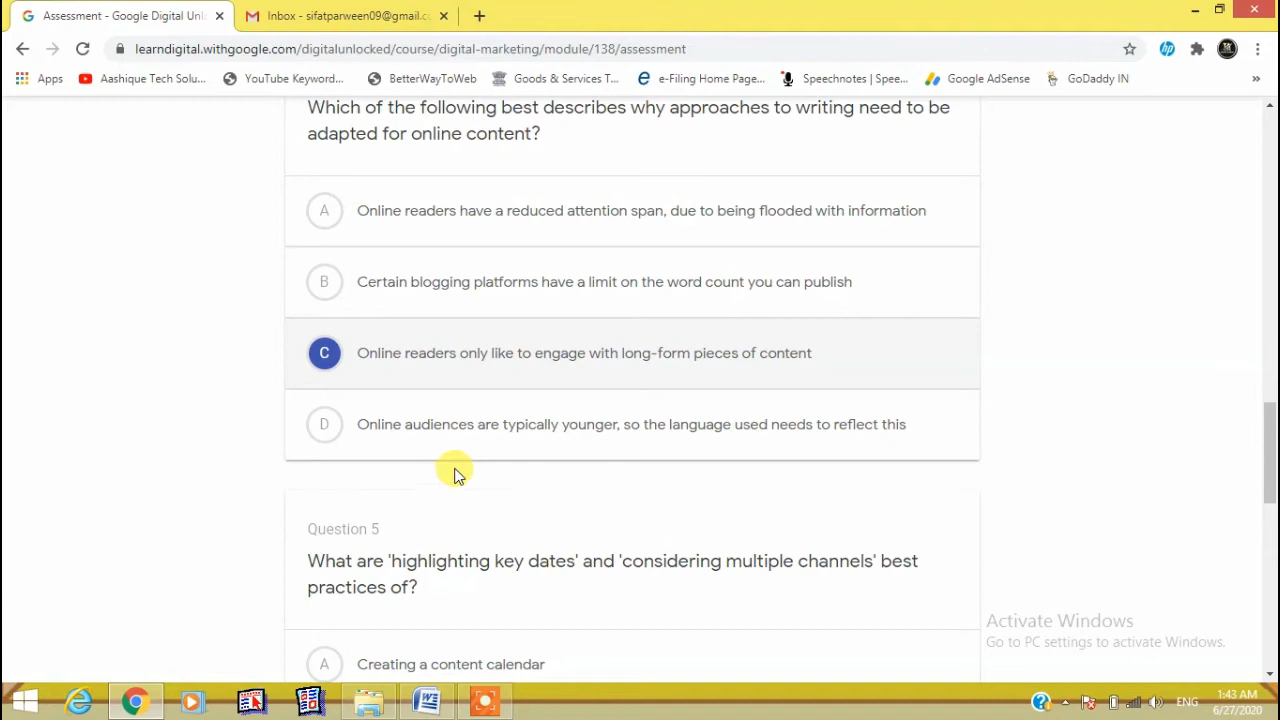 Assessment - Google Digital Unl
Inbox - sifatparween09@gmail.c
learndigital.withgoogle.com/digitalunlocked/course/digital-marketing/module/138/assessment
Apps
Aashique Tech Solu...
YouTube Keyword...
BetterWayToWeb
Goods & Services T...
e-Filing Home Page...
Speechnotes | Spee...
Google AdSense
GoDaddy IN
»
Which of the following best describes why approaches to writing need to be
adapted for online content?
A Online readers have a reduced attention span, due to being flooded with information
B Certain blogging platforms have a limit on the word count you can publish
C Online readers only like to engage with long-form pieces of content
D Online audiences are typically younger, so the language used needs to reflect this
Question 5
What are 'highlighting key dates' and 'considering multiple channels' best
practices of?
Activate Windows
Go to PC settings to activate Windows.
A Creating a content calendar
ENG
1:43 AM
6/27/2020